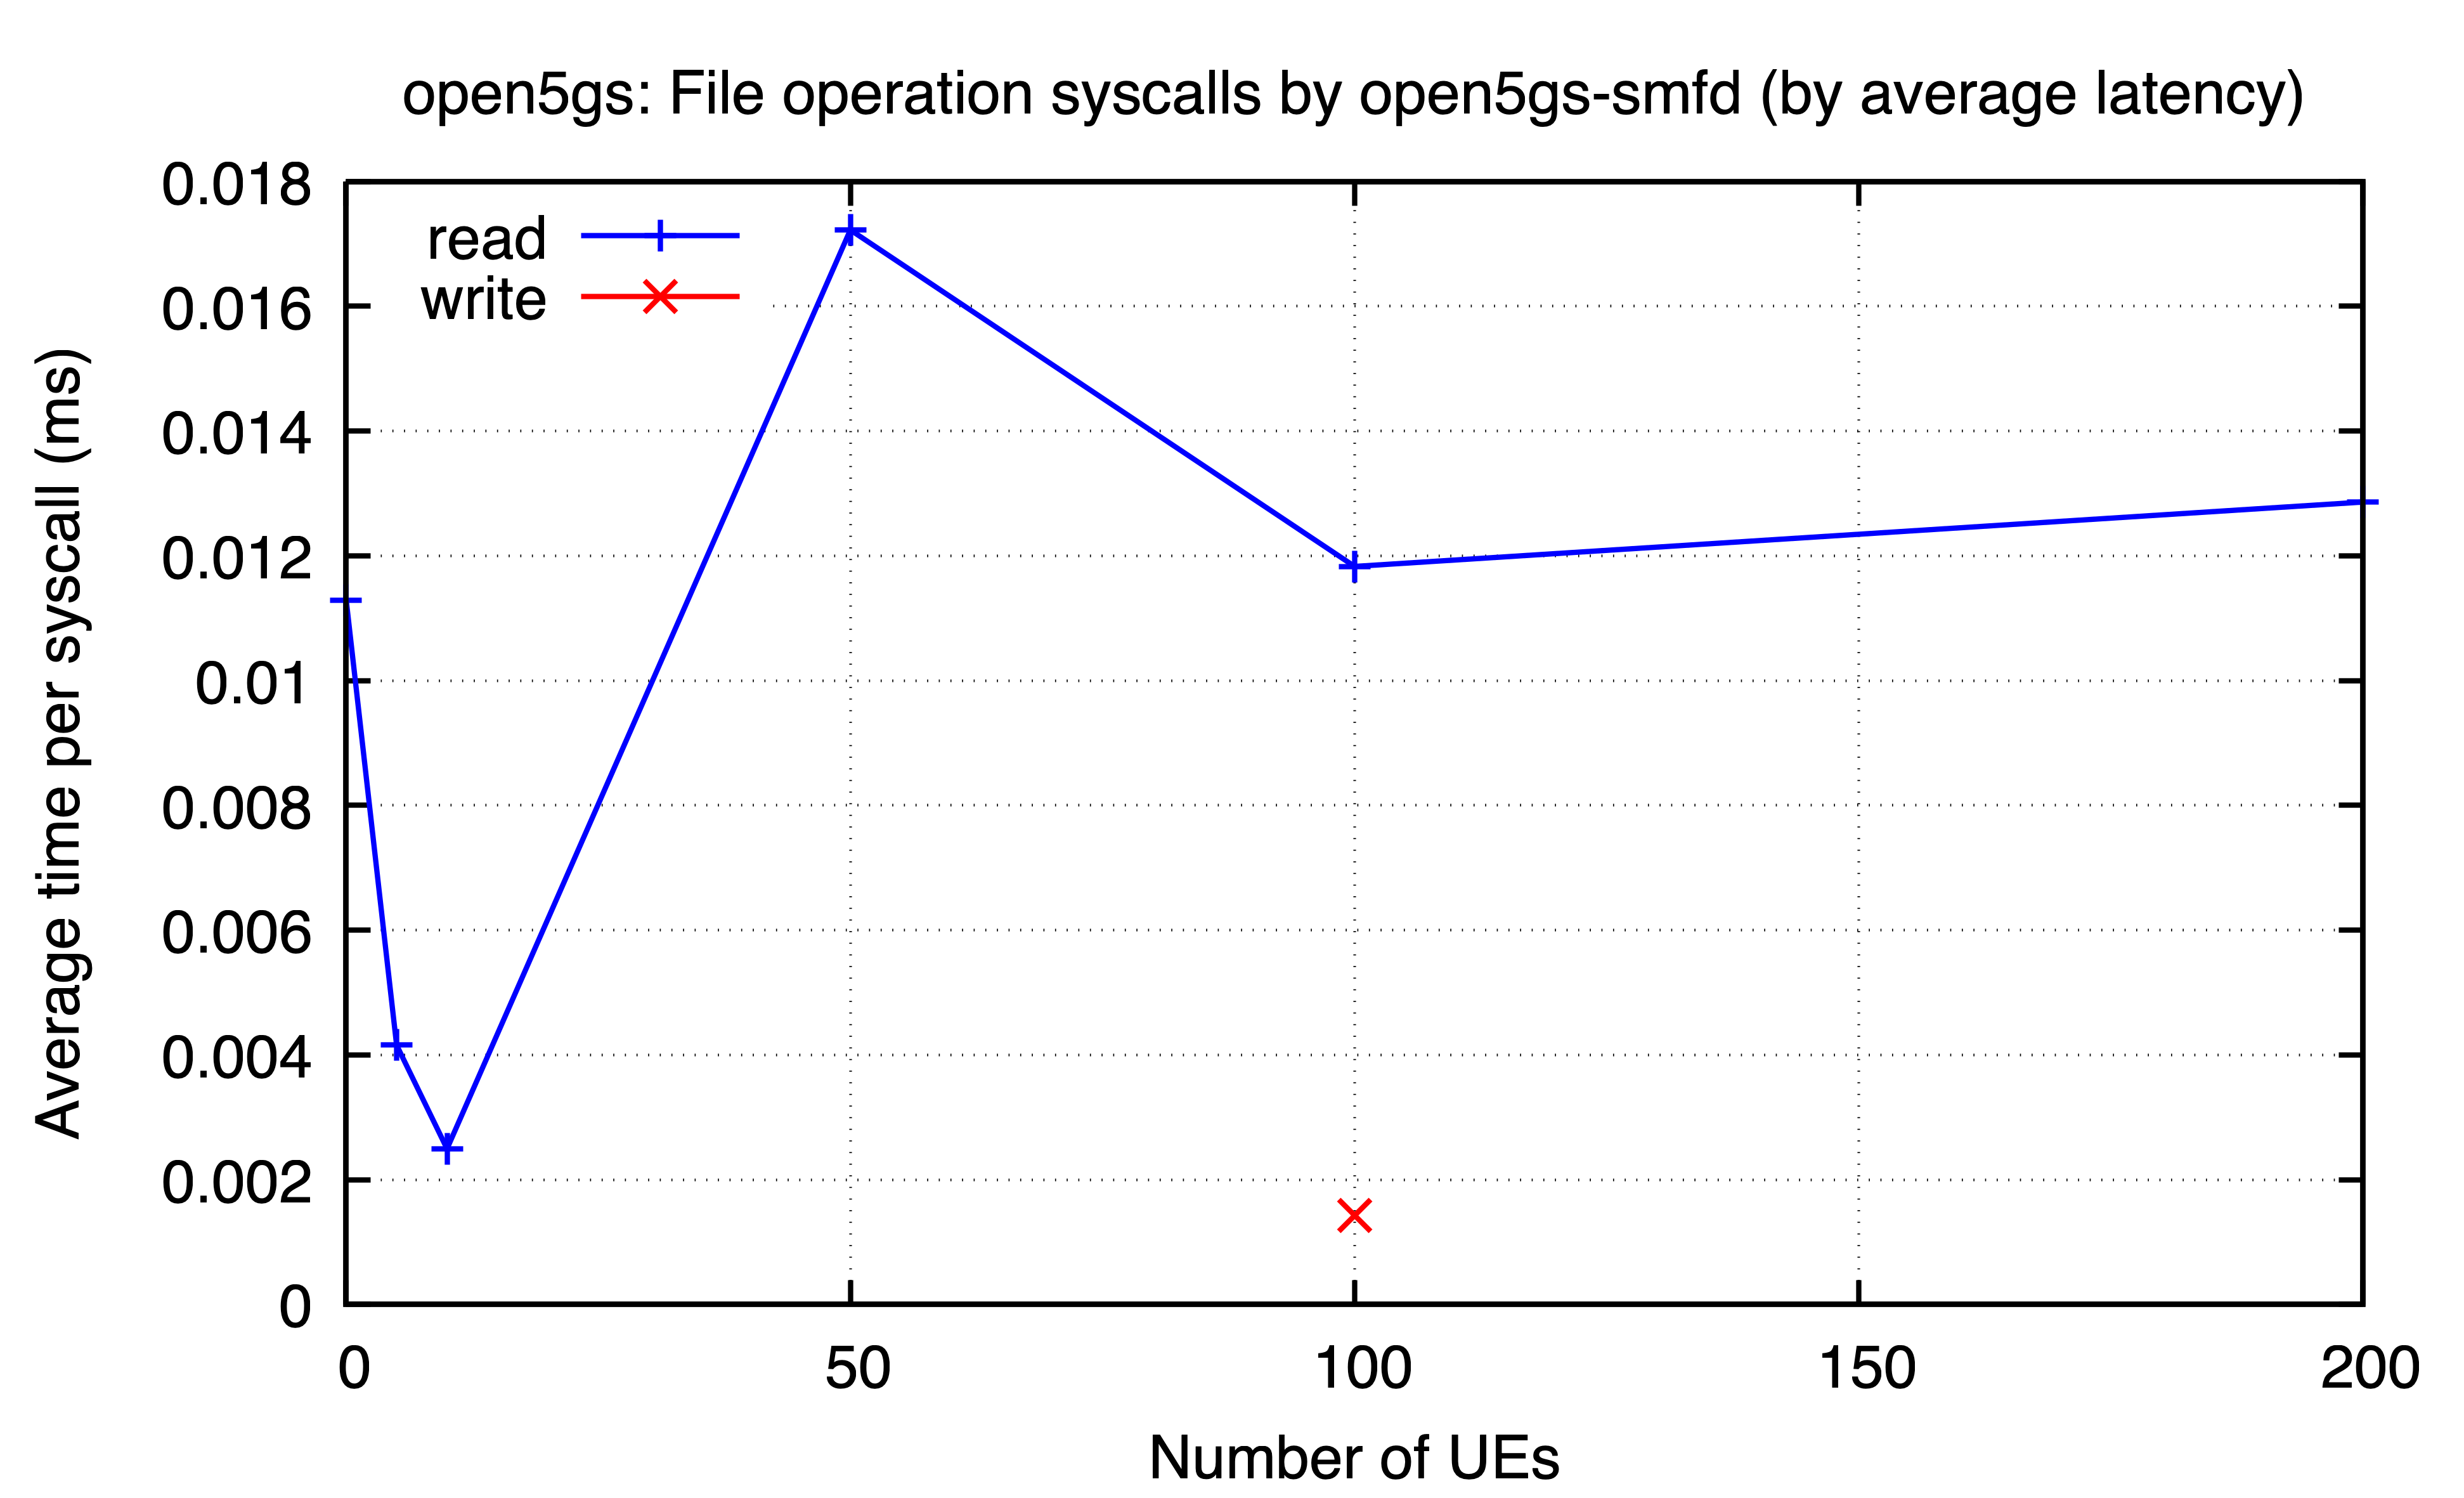 open5gs: File operation syscalls by open5gs-smfd (by average latency)
read
write
Average time per syscall (ms)
0.018
0.016
0.014
0.012
0.01
0.008
0.006
0.004
0.002
0
0 50 100 150 200
Number of UEs